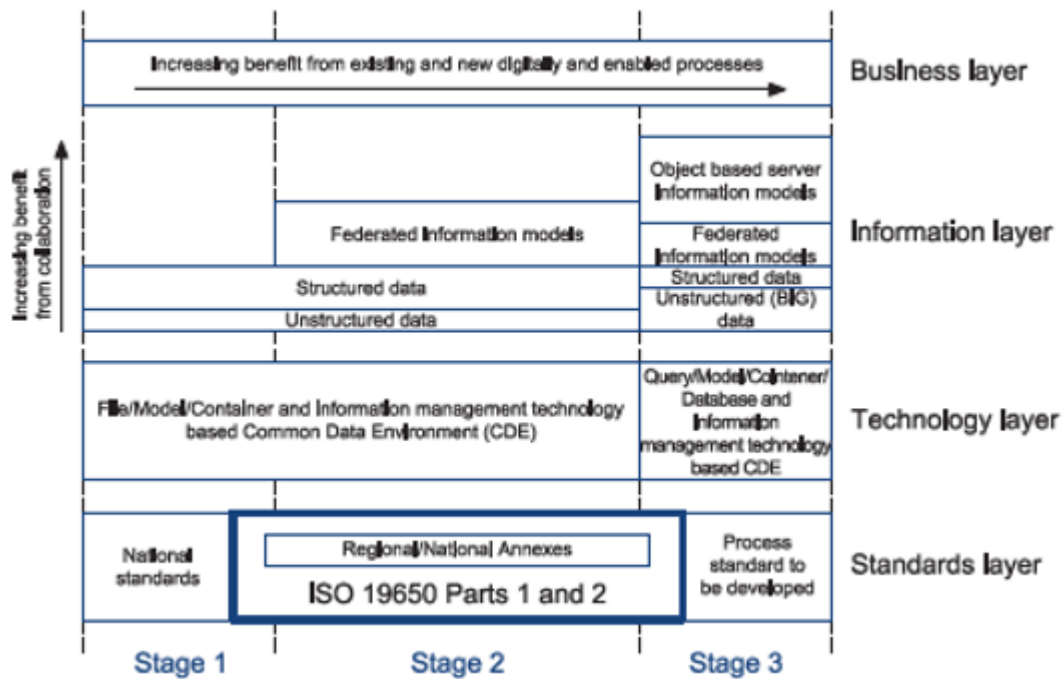 Increasing benefit from existing and new digitally and enabled processes
Business layer
Increasing benefit
from collaboration
Object based server
Information models
Federated Information models
Federated
Information models
Information layer
Structured data
Structured data
Unstructured data
Unstructured (BIG)
data
File/Model/Container and Information management technology
based Common Data Environment (CDE)
Query/Model/Cointener/
Database and
Information
management technology
based CDE
Technology layer
National
standards
Regional/National Annexes
ISO 19650 Parts 1 and 2
Process
standard to
be developed
Standards layer
Stage 1
Stage 2
Stage 3